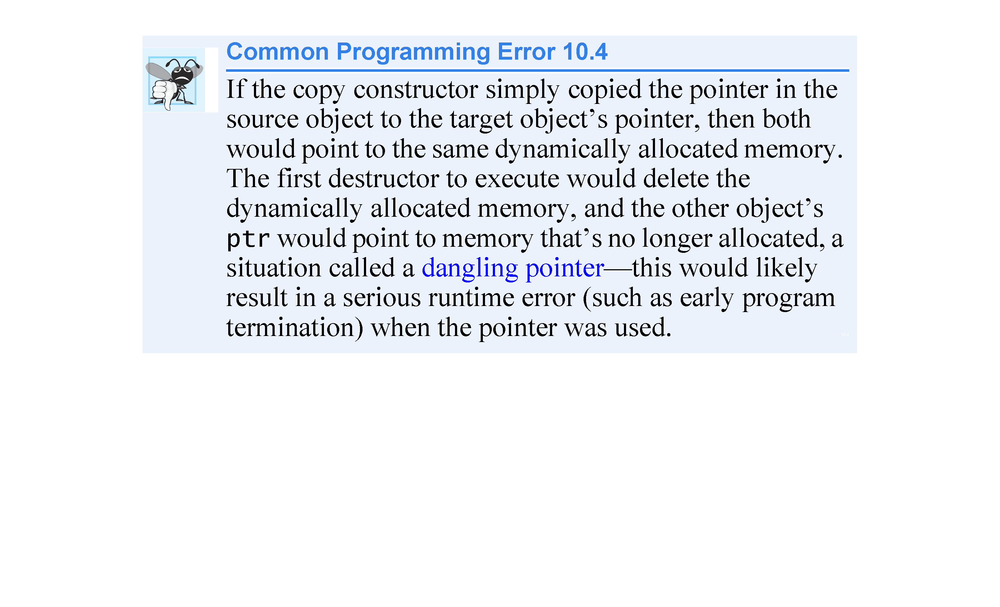 Common Programming Error 10.4
If the copy constructor simply copied the pointer in the
source object to the target object’s pointer, then both
would point to the same dynamically allocated memory.
The first destructor to execute would delete the
dynamically allocated memory, and the other object’s
ptr would point to memory that’s no longer allocated, a
situation called a dangling pointer—this would likely
result in a serious runtime error (such as early program
termination) when the pointer was used.
10.4